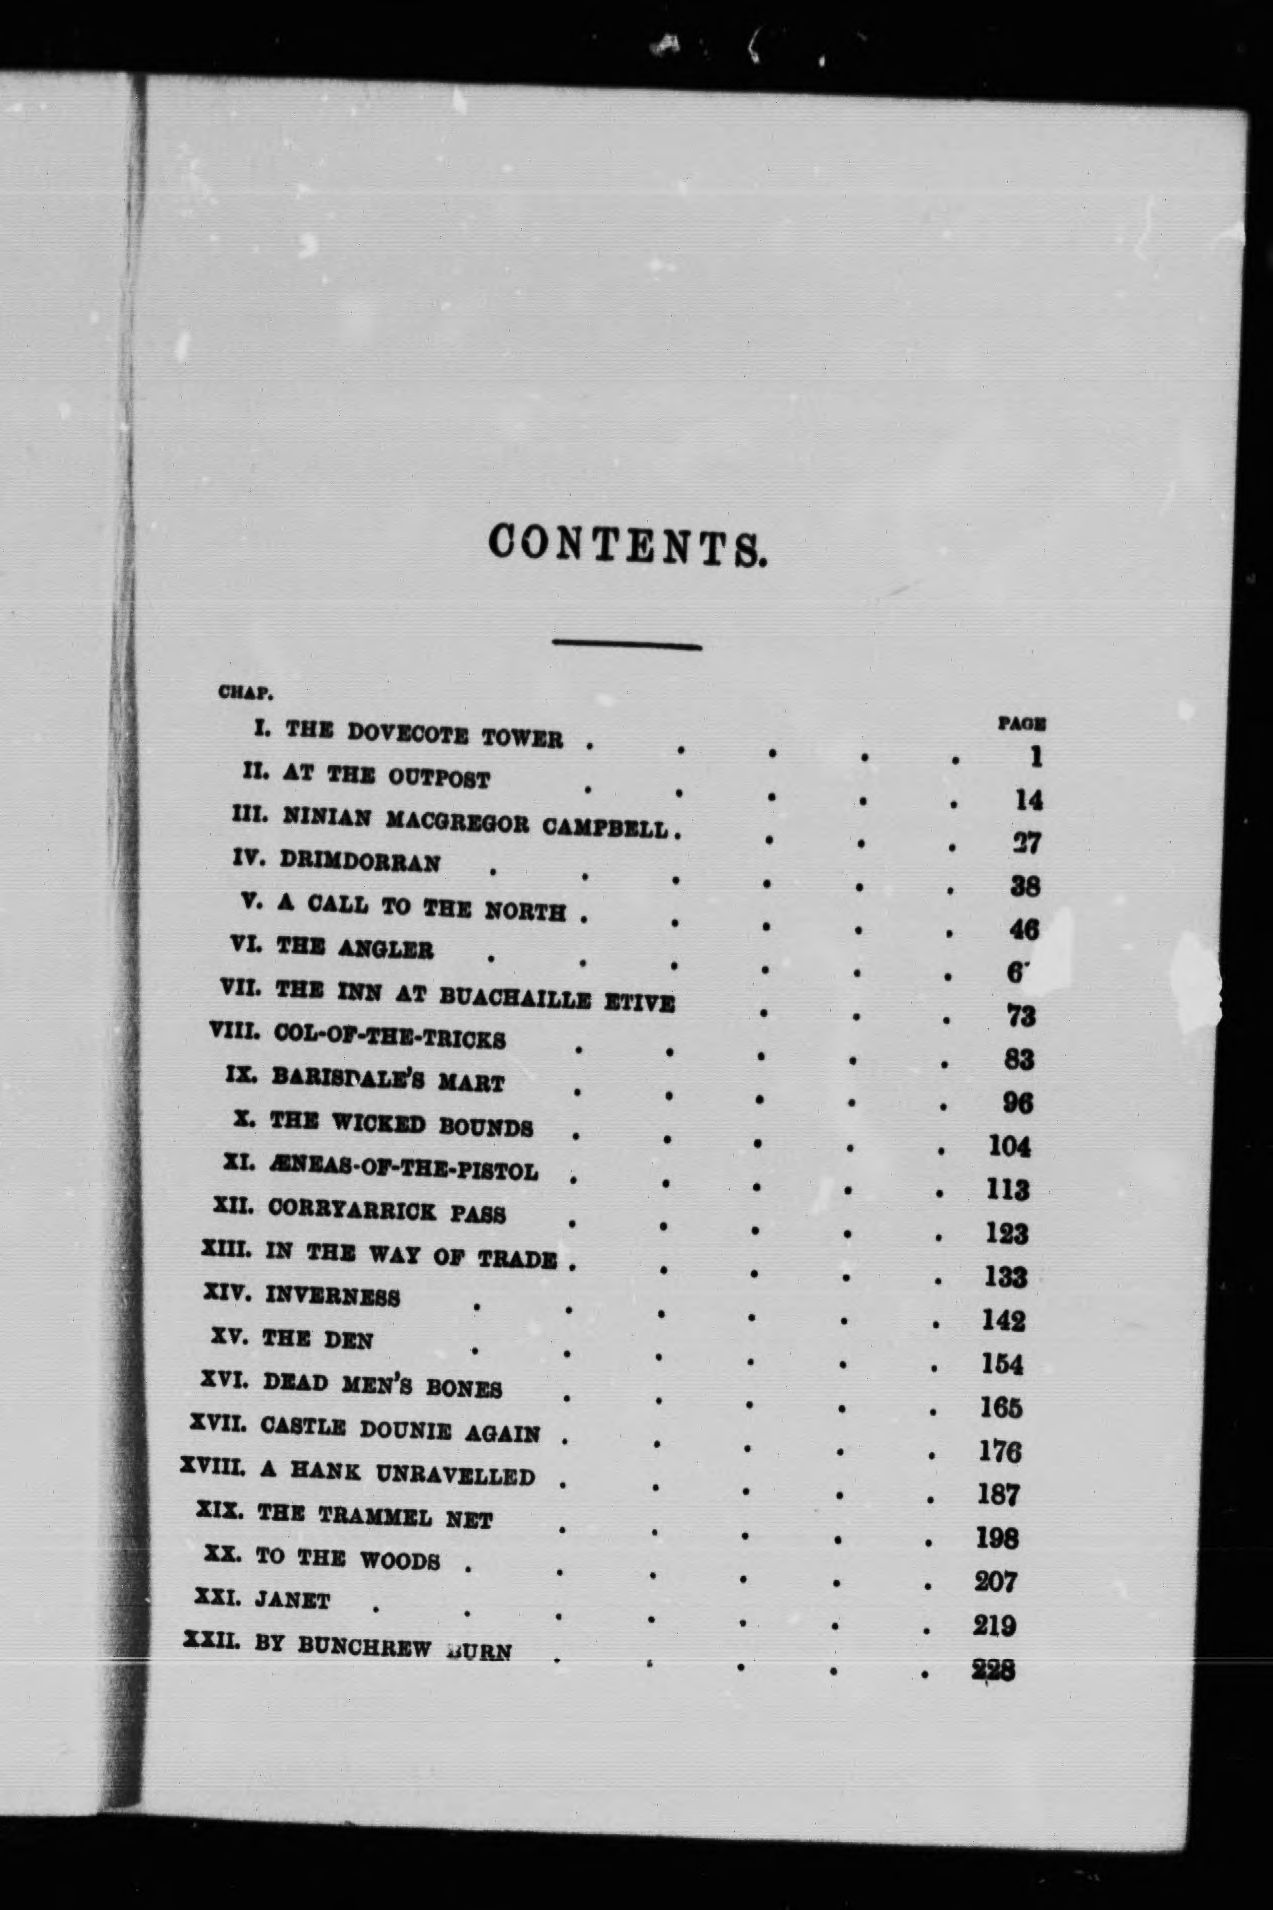 CONTENTS.
CHAP.
PAGE
I. THE DOVECOTE TOWER . . . . . 1
II. AT THE OUTPOST . . . . . 14
III. NINIAN MACGREGOR CAMPBELL . . . . 27
IV. DRIMDORRAN . . . . . . 38
V. A CALL TO THE NORTH . . . . . 46
VI. THE ANGLER . . . . . .
VII. THE INN AT BUACHAILLE ETIVE . . . 73
VIII. COL-OF-THE-TRICKS . . . . . 83
IX. BARISDALE'S MART . . . . . 96
X. THE WICKED BOUNDS . . . . . 104
XI. ÆNEAS-OF-THE-PISTOL . . . . . 113
XII. CORRYARRICK PASS . . . . . 123
XIII. IN THE WAY OF TRADE . . . . . 133
XIV. INVERNESS . . . . . . 142
XV. THE DEN . . . . . . 154
XVI. DEAD MEN'S BONES . . . . . 165
XVII. CASTLE DOUNIE AGAIN . . . . . 176
XVIII. A HANK UNRAVELLED . . . . . 187
XIX. THE TRAMMEL NET . . . . . 198
XX. TO THE WOODS . . . . . . 207
XXI. JANET . . . . . . . 219
XXII. BY BUNCHREW BURN . . . . . 228